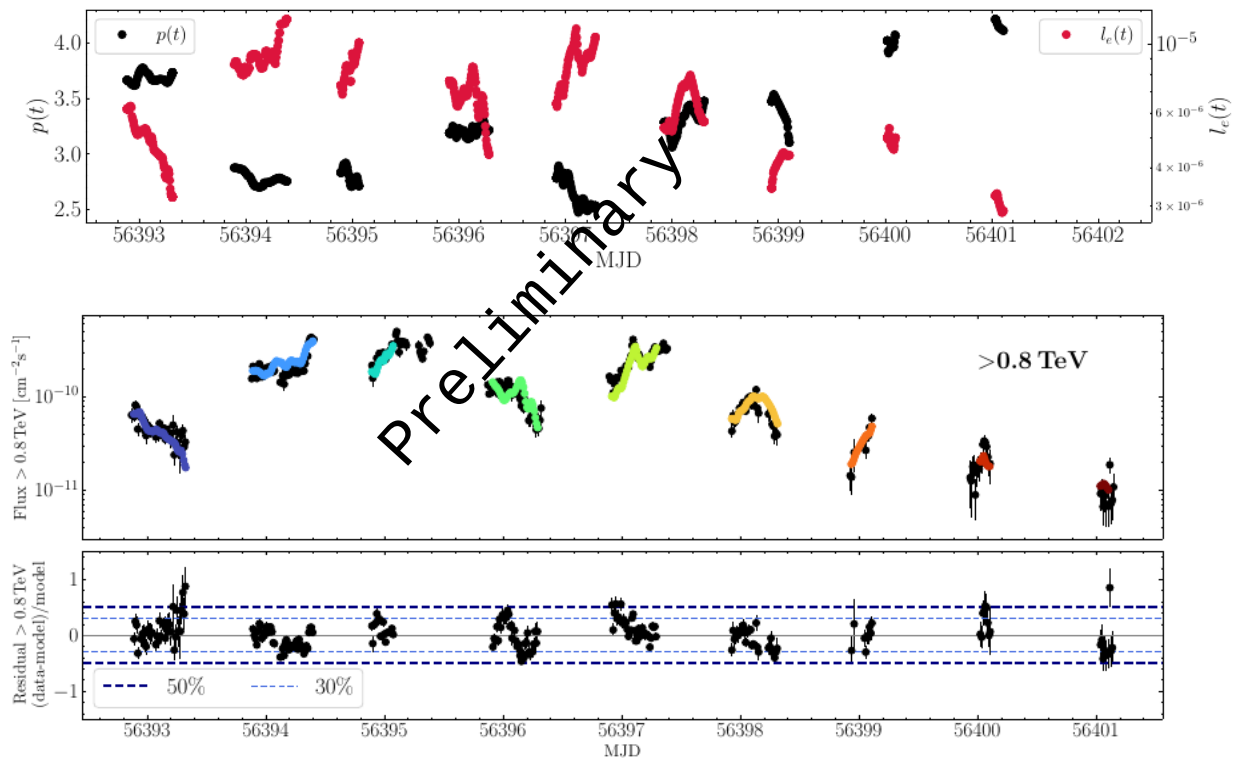 p(t)
l_e(t)
4.0
3.5
3.0
2.5
p(t)
10^{-5}
6 × 10^{-6}
4 × 10^{-6}
3 × 10^{-6}
l_e(t)
56393 56394 56395 56396 56397 56398 56399 56400 56401 56402
MJD
Preliminary
>0.8 TeV
10^{-10}
10^{-11}
Flux > 0.8 TeV [cm^{-2}s^{-1}]
1
0
−1
Residual > 0.8 TeV
(data-model)/model
50% 30%
56393 56394 56395 56396 56397 56398 56399 56400 56401
MJD